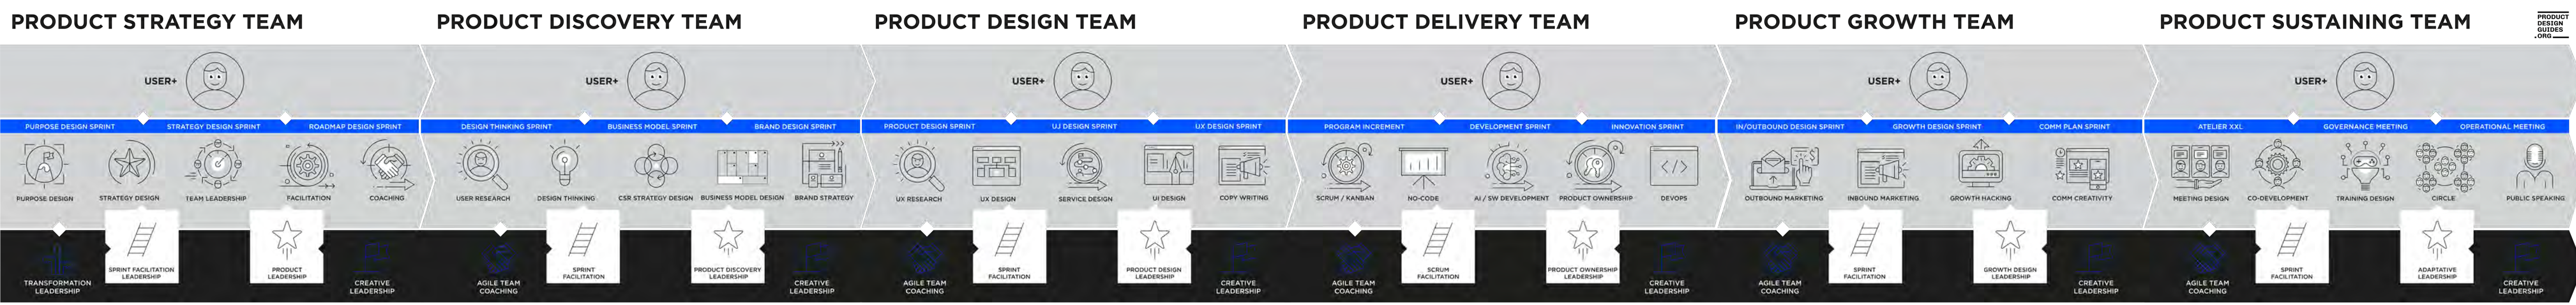 PRODUCT STRATEGY TEAM
PRODUCT DISCOVERY TEAM
PRODUCT DESIGN TEAM
PRODUCT DELIVERY TEAM
PRODUCT GROWTH TEAM
PRODUCT SUSTAINING TEAM
PRODUCT
DESIGN
GUIDES
.ORG
USER+
USER+
USER+
USER+
USER+
USER+
PURPOSE DESIGN SPRINT
STRATEGY DESIGN SPRINT
ROADMAP DESIGN SPRINT
DESIGN THINKING SPRINT
BUSINESS MODEL SPRINT
BRAND DESIGN SPRINT
PRODUCT DESIGN SPRINT
UJ DESIGN SPRINT
UX DESIGN SPRINT
PROGRAM INCREMENT
DEVELOPMENT SPRINT
INNOVATION SPRINT
IN/OUTBOUND DESIGN SPRINT
GROWTH DESIGN SPRINT
COMM PLAN SPRINT
ATELIER XXL
GOVERNANCE MEETING
OPERATIONAL MEETING
PURPOSE DESIGN
STRATEGY DESIGN
TEAM LEADERSHIP
FACILITATION
COACHING
USER RESEARCH
DESIGN THINKING
CSR STRATEGY DESIGN
BUSINESS MODEL DESIGN
BRAND STRATEGY
UX RESEARCH
UX DESIGN
SERVICE DESIGN
UI DESIGN
COPY WRITING
SCRUM / KANBAN
NO-CODE
AI / SW DEVELOPMENT
PRODUCT OWNERSHIP
DEVOPS
OUTBOUND MARKETING
INBOUND MARKETING
GROWTH HACKING
COMM CREATIVITY
MEETING DESIGN
CO-DEVELOPMENT
TRAINING DESIGN
CIRCLE
PUBLIC SPEAKING
TRANSFORMATION
LEADERSHIP
SPRINT FACILITATION
LEADERSHIP
PRODUCT
LEADERSHIP
CREATIVE
LEADERSHIP
AGILE TEAM
COACHING
SPRINT
FACILITATION
PRODUCT DISCOVERY
LEADERSHIP
CREATIVE
LEADERSHIP
AGILE TEAM
COACHING
SPRINT
FACILITATION
PRODUCT DESIGN
LEADERSHIP
CREATIVE
LEADERSHIP
AGILE TEAM
COACHING
SCRUM
FACILITATION
PRODUCT OWNERSHIP
LEADERSHIP
CREATIVE
LEADERSHIP
AGILE TEAM
COACHING
SPRINT
FACILITATION
GROWTH DESIGN
LEADERSHIP
CREATIVE
LEADERSHIP
AGILE TEAM
COACHING
SPRINT
FACILITATION
ADAPTATIVE
LEADERSHIP
CREATIVE
LEADERSHIP